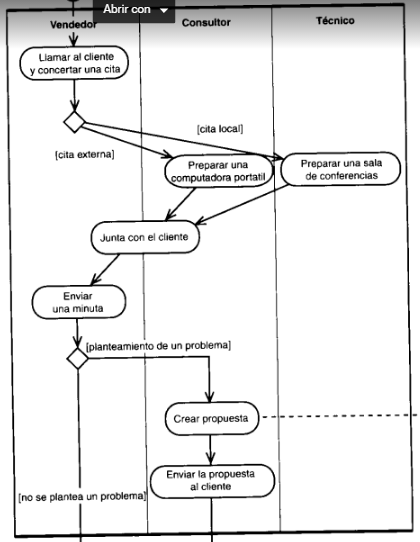 Abrir con
Vendedor
Consultor
Técnico
Llamar al cliente
y concertar una cita
[cita local]
[cita externa]
Preparar una
computadora portatil
Preparar una sala
de conferencias
Junta con el cliente
Enviar
una minuta
[planteamiento de un problema]
Crear propuesta
Enviar la propuesta
al cliente
[no se plantea un problema]